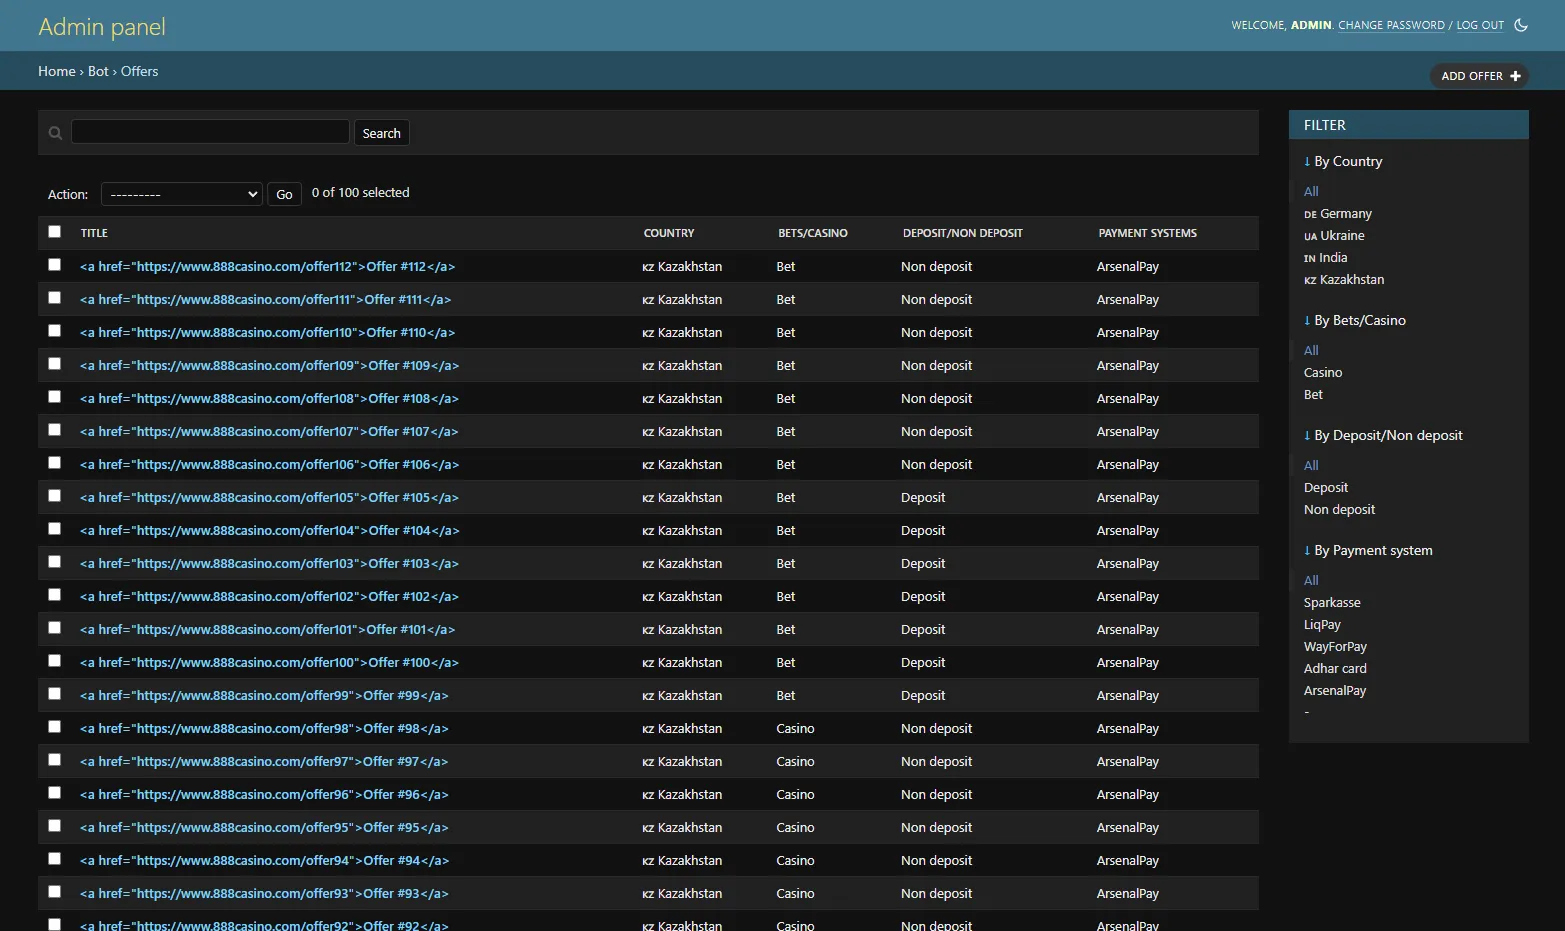 Admin panel
WELCOME, ADMIN. CHANGE PASSWORD / LOG OUT
Home › Bot › Offers
ADD OFFER +
Search
Action: --------- Go 0 of 100 selected
TITLE COUNTRY BETS/CASINO DEPOSIT/NON DEPOSIT PAYMENT SYSTEMS
<a href="https://www.888casino.com/offer112">Offer #112</a> KZ Kazakhstan Bet Non deposit ArsenalPay
<a href="https://www.888casino.com/offer111">Offer #111</a> KZ Kazakhstan Bet Non deposit ArsenalPay
<a href="https://www.888casino.com/offer110">Offer #110</a> KZ Kazakhstan Bet Non deposit ArsenalPay
<a href="https://www.888casino.com/offer109">Offer #109</a> KZ Kazakhstan Bet Non deposit ArsenalPay
<a href="https://www.888casino.com/offer108">Offer #108</a> KZ Kazakhstan Bet Non deposit ArsenalPay
<a href="https://www.888casino.com/offer107">Offer #107</a> KZ Kazakhstan Bet Non deposit ArsenalPay
<a href="https://www.888casino.com/offer106">Offer #106</a> KZ Kazakhstan Bet Non deposit ArsenalPay
<a href="https://www.888casino.com/offer105">Offer #105</a> KZ Kazakhstan Bet Deposit ArsenalPay
<a href="https://www.888casino.com/offer104">Offer #104</a> KZ Kazakhstan Bet Deposit ArsenalPay
<a href="https://www.888casino.com/offer103">Offer #103</a> KZ Kazakhstan Bet Deposit ArsenalPay
<a href="https://www.888casino.com/offer102">Offer #102</a> KZ Kazakhstan Bet Deposit ArsenalPay
<a href="https://www.888casino.com/offer101">Offer #101</a> KZ Kazakhstan Bet Deposit ArsenalPay
<a href="https://www.888casino.com/offer100">Offer #100</a> KZ Kazakhstan Bet Deposit ArsenalPay
<a href="https://www.888casino.com/offer99">Offer #99</a> KZ Kazakhstan Bet Deposit ArsenalPay
<a href="https://www.888casino.com/offer98">Offer #98</a> KZ Kazakhstan Casino Non deposit ArsenalPay
<a href="https://www.888casino.com/offer97">Offer #97</a> KZ Kazakhstan Casino Non deposit ArsenalPay
<a href="https://www.888casino.com/offer96">Offer #96</a> KZ Kazakhstan Casino Non deposit ArsenalPay
<a href="https://www.888casino.com/offer95">Offer #95</a> KZ Kazakhstan Casino Non deposit ArsenalPay
<a href="https://www.888casino.com/offer94">Offer #94</a> KZ Kazakhstan Casino Non deposit ArsenalPay
<a href="https://www.888casino.com/offer93">Offer #93</a> KZ Kazakhstan Casino Non deposit ArsenalPay
<a href="https://www.888casino.com/offer92">Offer #92</a> KZ Kazakhstan Casino Non deposit ArsenalPay
FILTER
↓ By Country
All
DE Germany
UA Ukraine
IN India
KZ Kazakhstan
↓ By Bets/Casino
All
Casino
Bet
↓ By Deposit/Non deposit
All
Deposit
Non deposit
↓ By Payment system
All
Sparkasse
LiqPay
WayForPay
Adhar card
ArsenalPay
-